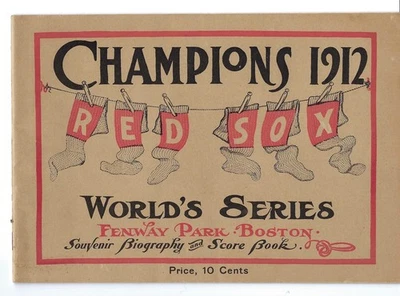 CHAMPIONS 1912
RED SOX
WORLD'S SERIES
FENWAY PARK · BOSTON ·
Souvenir Biography and Score Book.
Price, 10 Cents